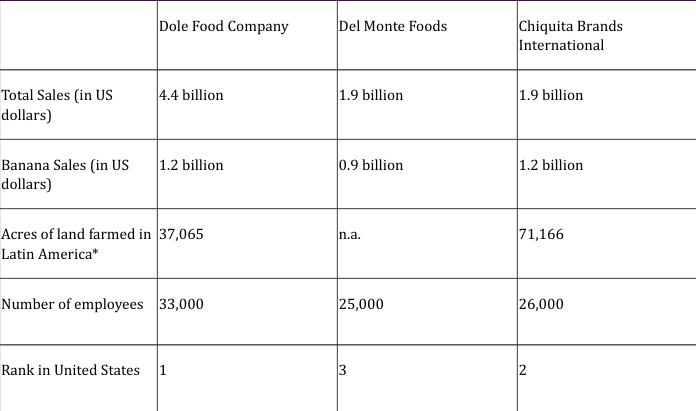 Dole Food Company
Del Monte Foods
Chiquita Brands
International
Total Sales (in US
dollars)
4.4 billion
1.9 billion
1.9 billion
Banana Sales (in US
dollars)
1.2 billion
0.9 billion
1.2 billion
Acres of land farmed in
Latin America*
37,065
n.a.
71,166
Number of employees
33,000
25,000
26,000
Rank in United States
1
3
2